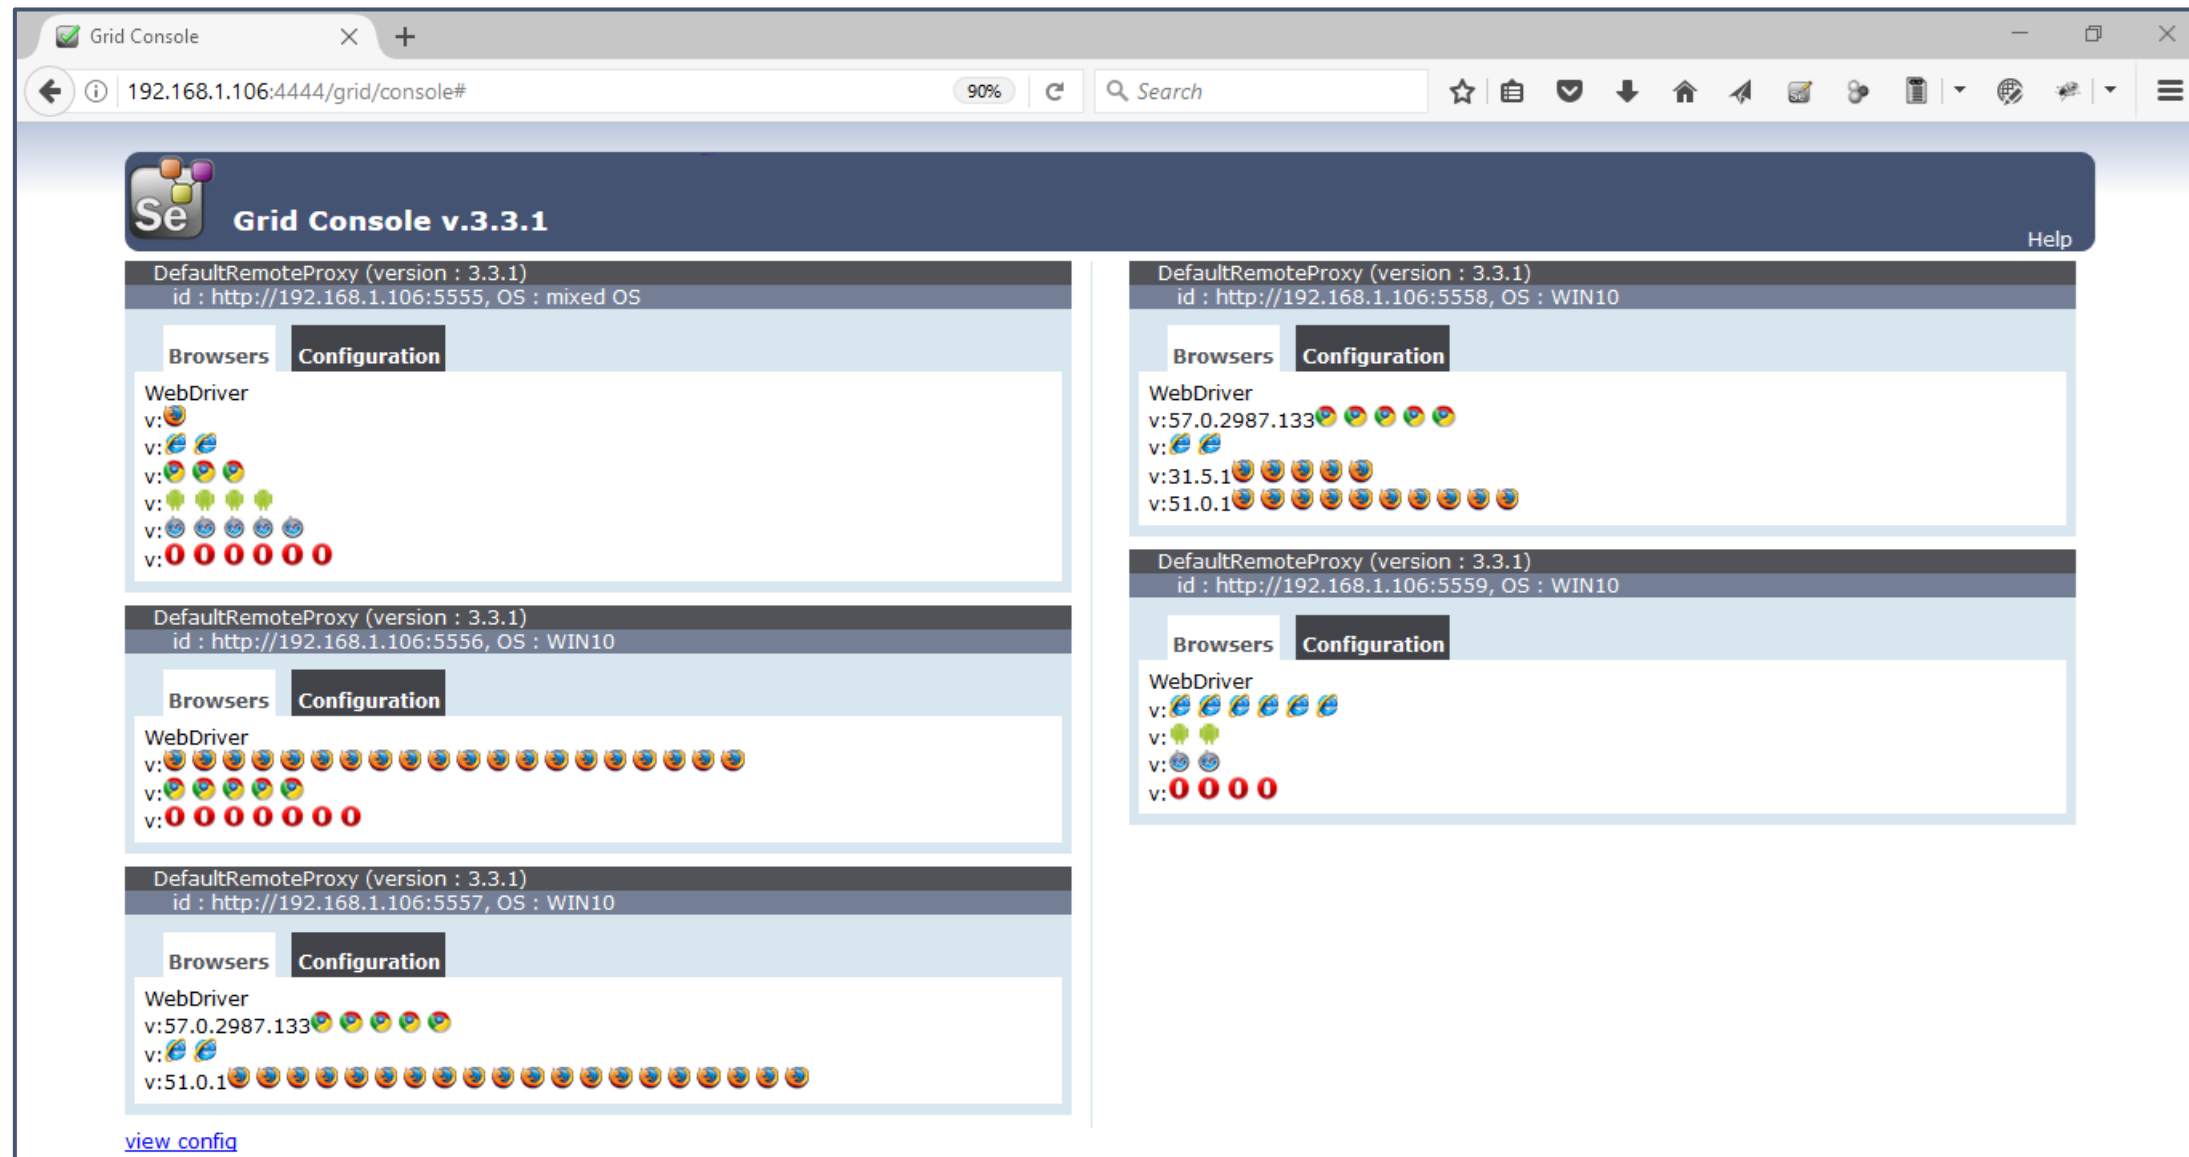 Grid Console
192.168.1.106:4444/grid/console#
90%
Search
Se
Grid Console v.3.3.1
Help
DefaultRemoteProxy (version : 3.3.1)
id : http://192.168.1.106:5555, OS : mixed OS
Browsers Configuration
WebDriver
v:
v:
v:
v:
v:
v:
DefaultRemoteProxy (version : 3.3.1)
id : http://192.168.1.106:5556, OS : WIN10
Browsers Configuration
WebDriver
v:
v:
v:
DefaultRemoteProxy (version : 3.3.1)
id : http://192.168.1.106:5557, OS : WIN10
Browsers Configuration
WebDriver
v:57.0.2987.133
v:
v:51.0.1
view config
DefaultRemoteProxy (version : 3.3.1)
id : http://192.168.1.106:5558, OS : WIN10
Browsers Configuration
WebDriver
v:57.0.2987.133
v:
v:31.5.1
v:51.0.1
DefaultRemoteProxy (version : 3.3.1)
id : http://192.168.1.106:5559, OS : WIN10
Browsers Configuration
WebDriver
v:
v:
v:
v: